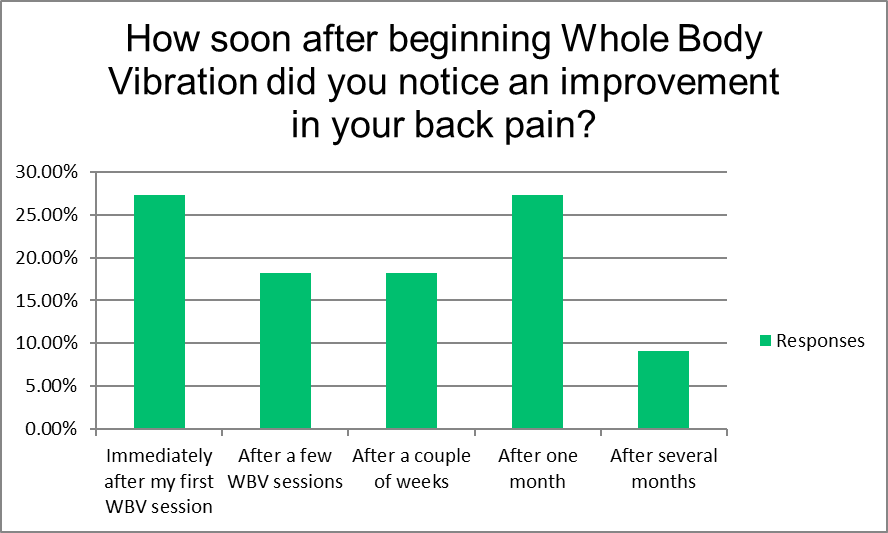 How soon after beginning Whole Body
Vibration did you notice an improvement
in your back pain?
30.00%
25.00%
20.00%
15.00%
10.00%
5.00%
0.00%
Immediately
after my first
WBV session
After a few
WBV sessions
After a couple
of weeks
After one
month
After several
months
Responses